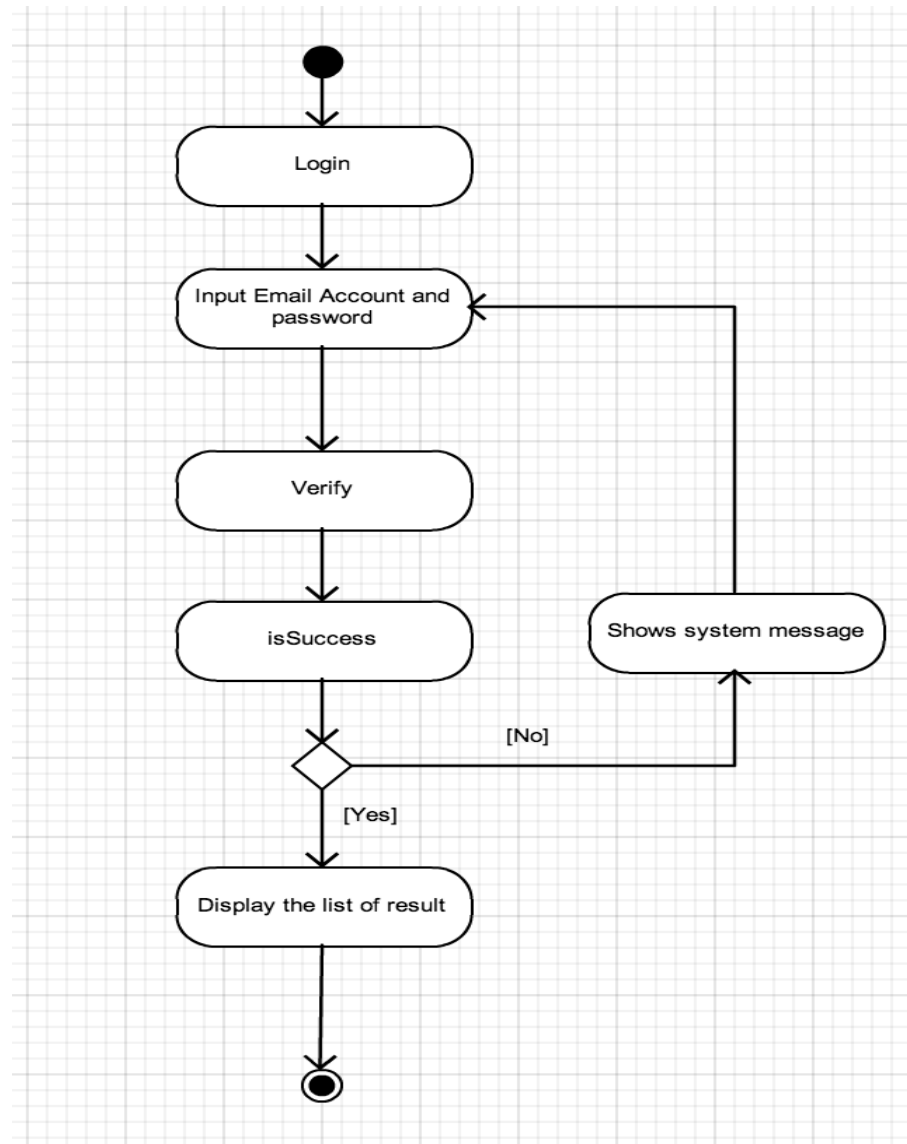 Login
Input Email Account and
password
Verify
isSuccess
Shows system message
[No]
[Yes]
Display the list of result